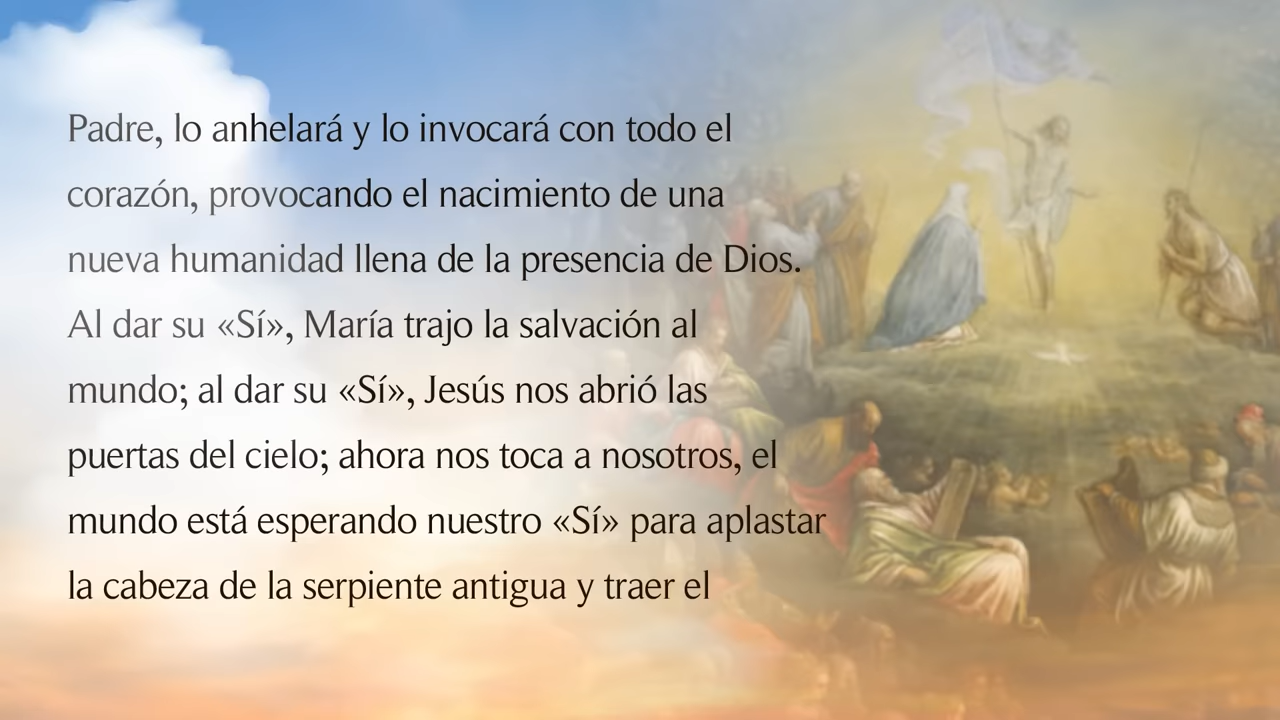 Padre, lo anhelará y lo invocará con todo el
corazón, provocando el nacimiento de una
nueva humanidad llena de la presencia de Dios.
Al dar su «Sí», María trajo la salvación al
mundo; al dar su «Sí», Jesús nos abrió las
puertas del cielo; ahora nos toca a nosotros, el
mundo está esperando nuestro «Sí» para aplastar
la cabeza de la serpiente antigua y traer el